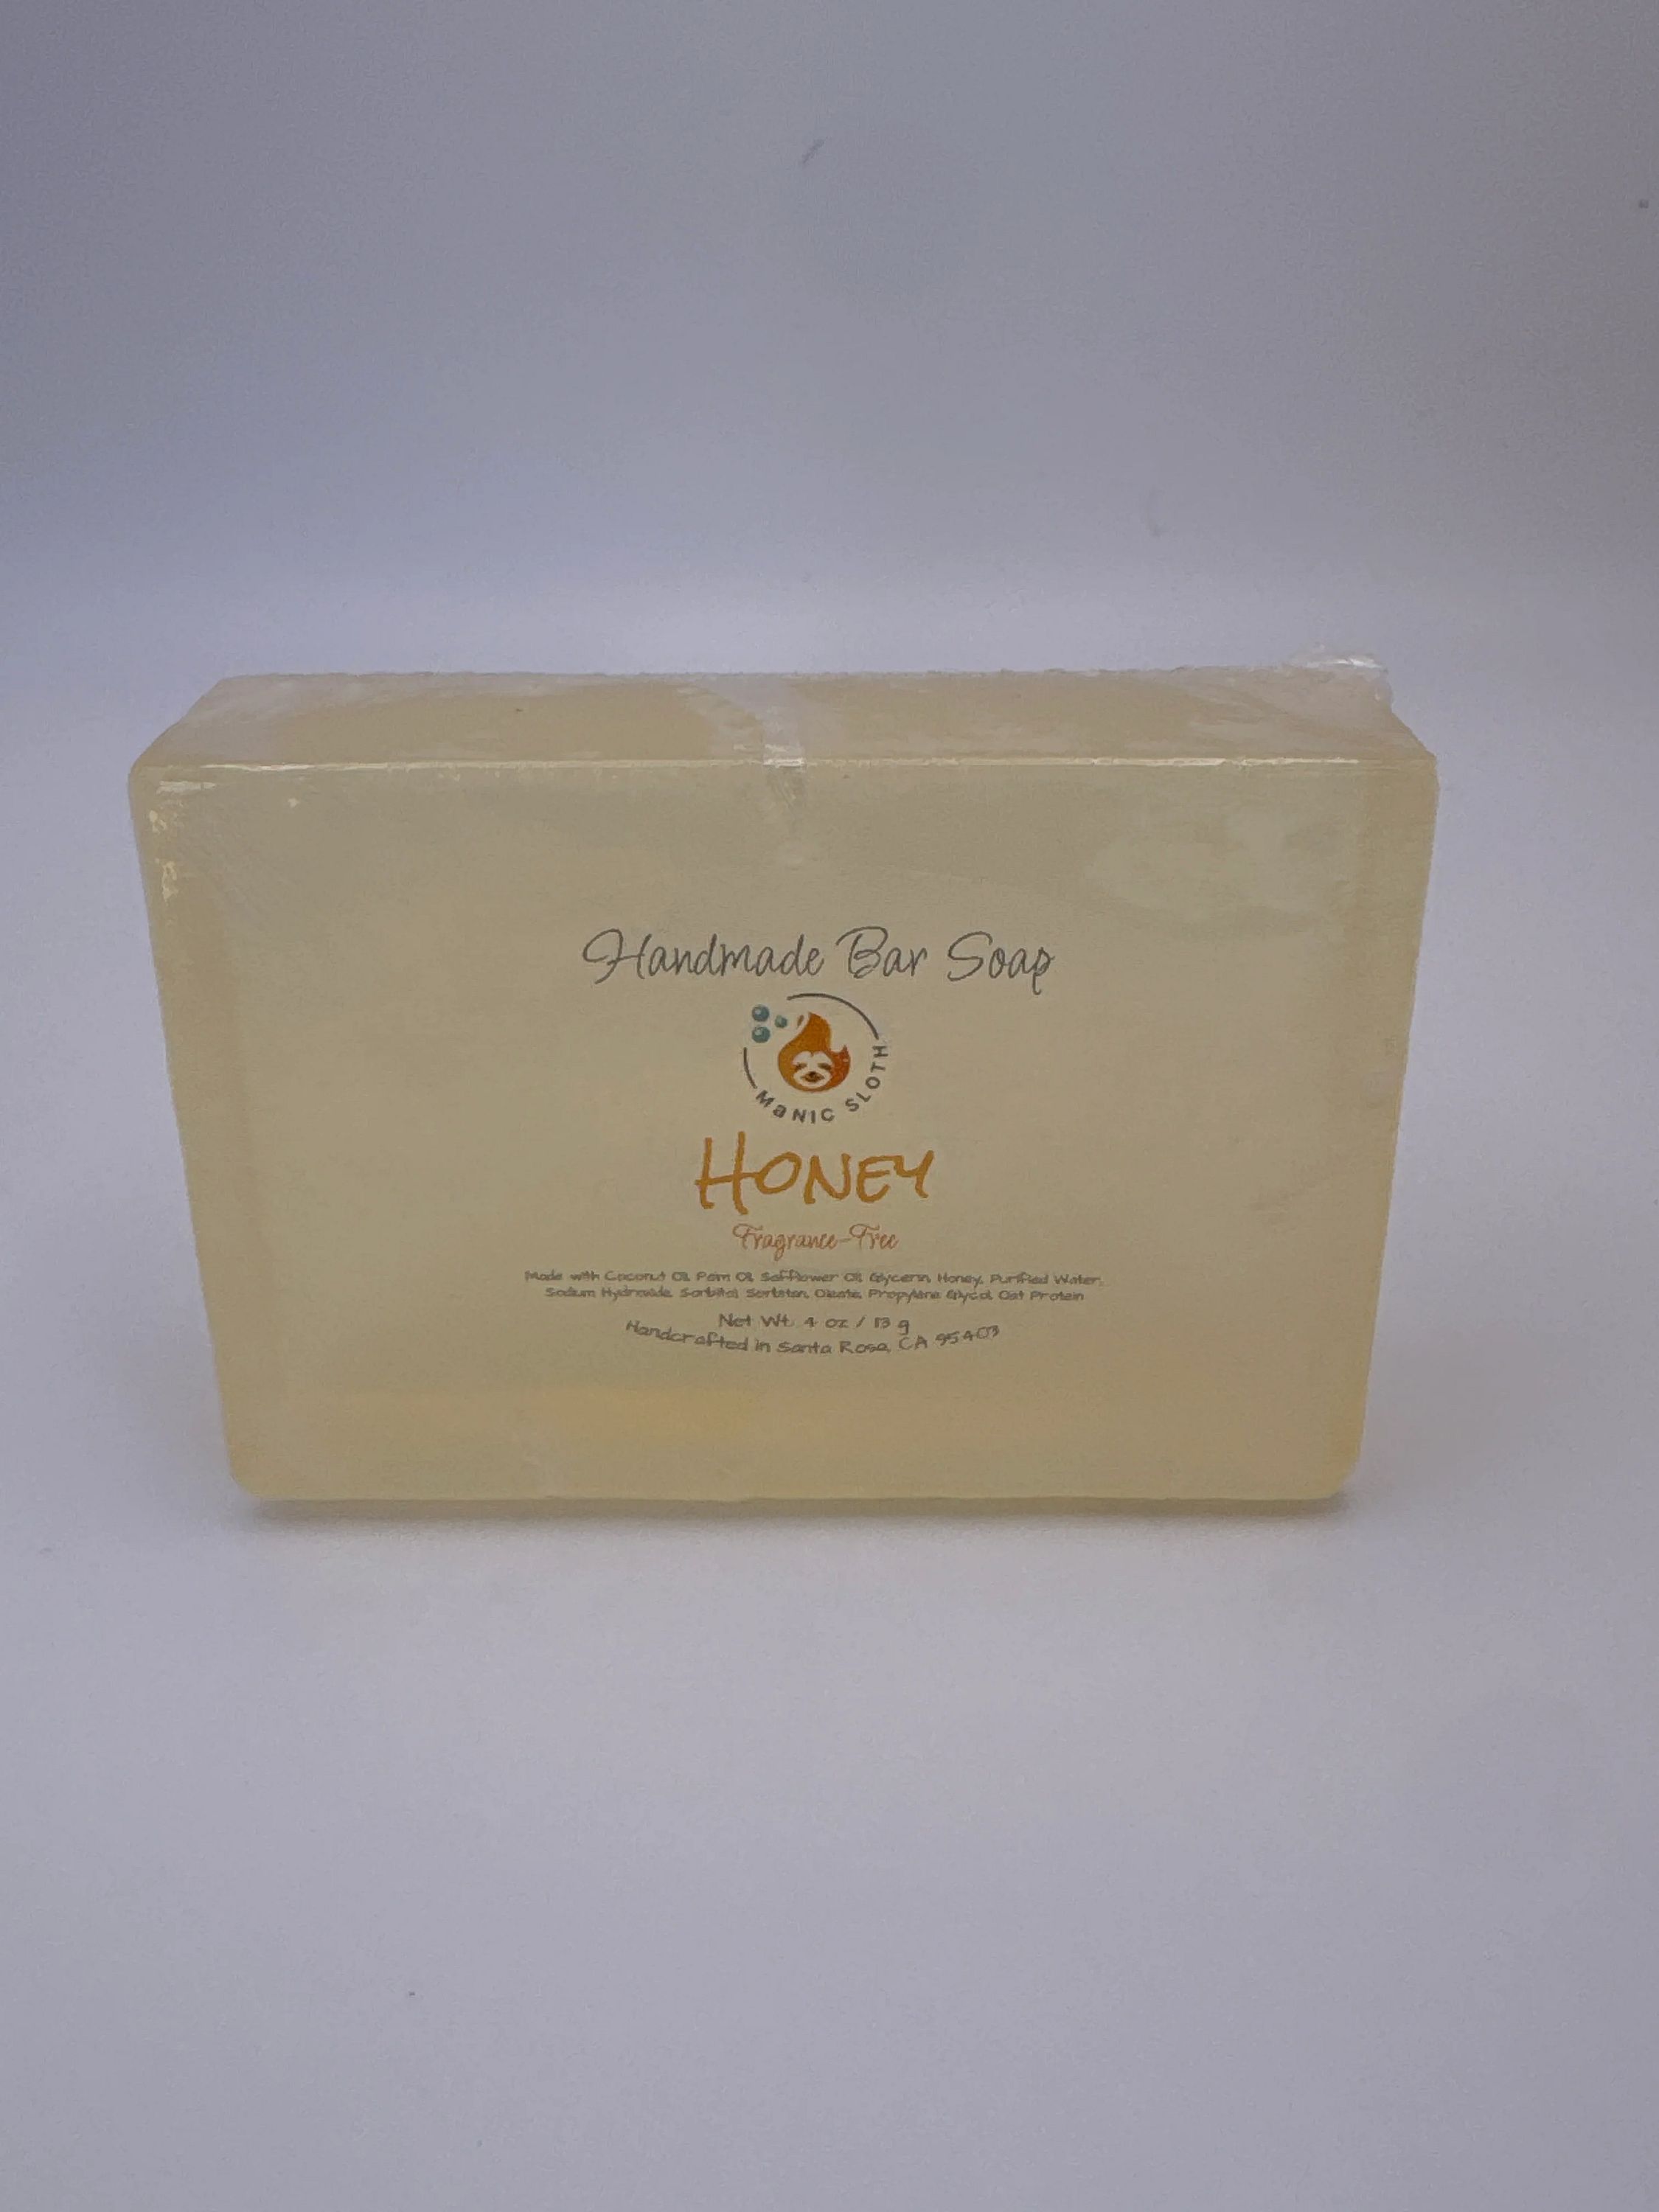 Handmade Bar Soap
MaNIC SLOTH
HONEY
Fragrance-Free
Made with Coconut Oil, Palm Oil, Safflower Oil, Glycerin, Honey, Purified Water,
Sodium Hydroxide, Sorbitol, Sorbitan, Oleate, Propylene Glycol, Oat Protein
Net Wt. 4 oz / 113 g
Handcrafted in Santa Rosa, CA 95403